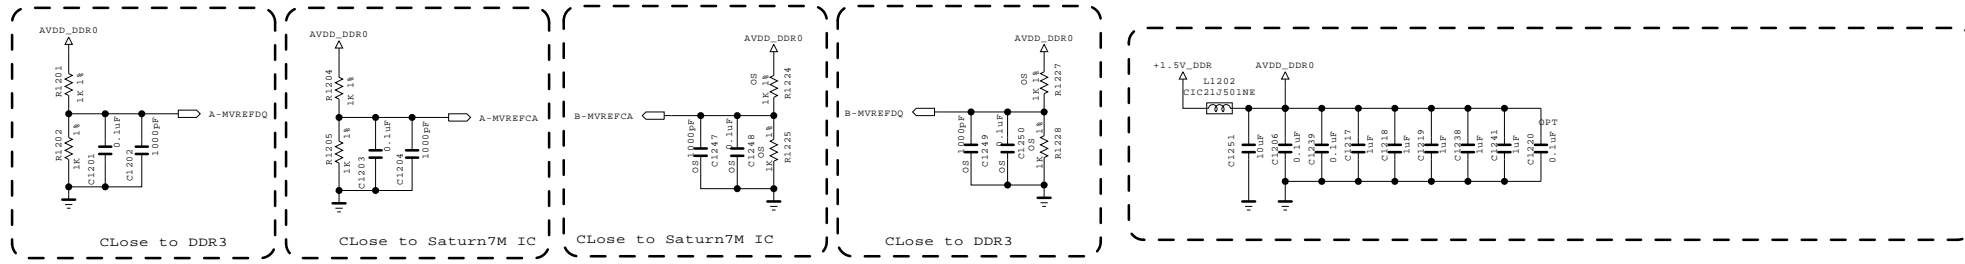 AVDD_DDR0
R1201
1K 1%
R1202
1K 1%
C1201
0.1uF
C1202
1000pF
A-MVREFDQ
CLose to DDR3
AVDD_DDR0
R1204
1K 1%
R1205
1K 1%
C1203
0.1uF
C1204
1000pF
A-MVREFCA
CLose to Saturn7M IC
AVDD_DDR0
OS
1K 1%
R1224
B-MVREFCA
OS 1000pF
C1247
OS 0.1uF
C1248
OS
1K 1%
R1225
CLose to Saturn7M IC
AVDD_DDR0
OS
1K 1%
R1227
B-MVREFDQ
OS 1000pF
C1249
OS 0.1uF
C1250
OS
1K 1%
R1228
CLose to DDR3
+1.5V_DDR
AVDD_DDR0
L1202
CIC21J501NE
C1251
10uF
C1206
0.1uF
C1239
0.1uF
C1217
1uF
C1218
1uF
C1219
1uF
C1238
1uF
C1241
1uF
C1220
0.1uF
OPT